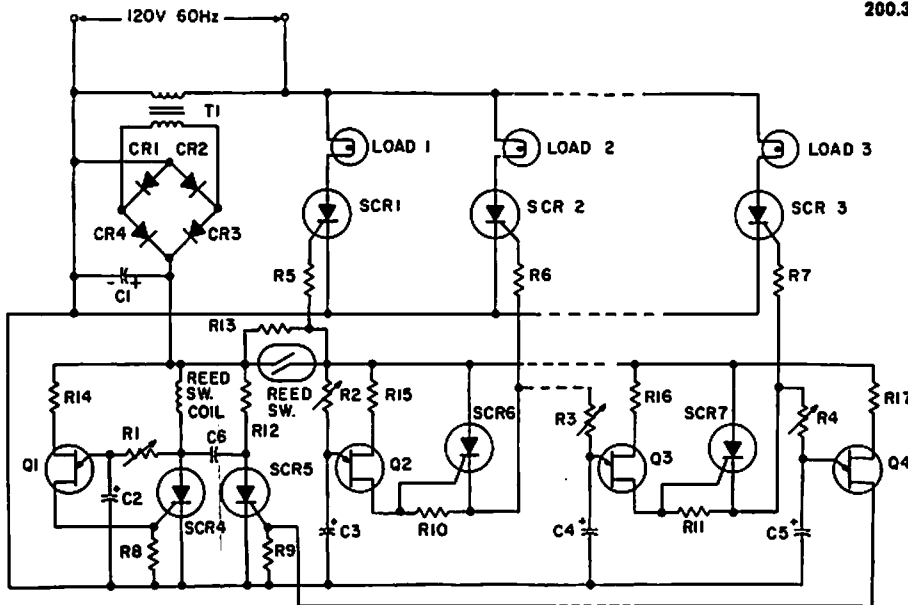 120V 60Hz
200.3
T1
CR1 CR2
LOAD 1
LOAD 2
LOAD 3
SCR1
SCR 2
SCR 3
CR4
CR3
R5
R6
R7
- +
C1
R13
R14
REED
SW.
COIL
REED
SW.
R12
R2
R15
SCR6
R3
R16
SCR7
R4
R17
R1
C6
Q1
C2
SCR4
SCR5
Q2
Q3
Q4
R8
R9
+
C3
R10
C4
+
R11
C5
+